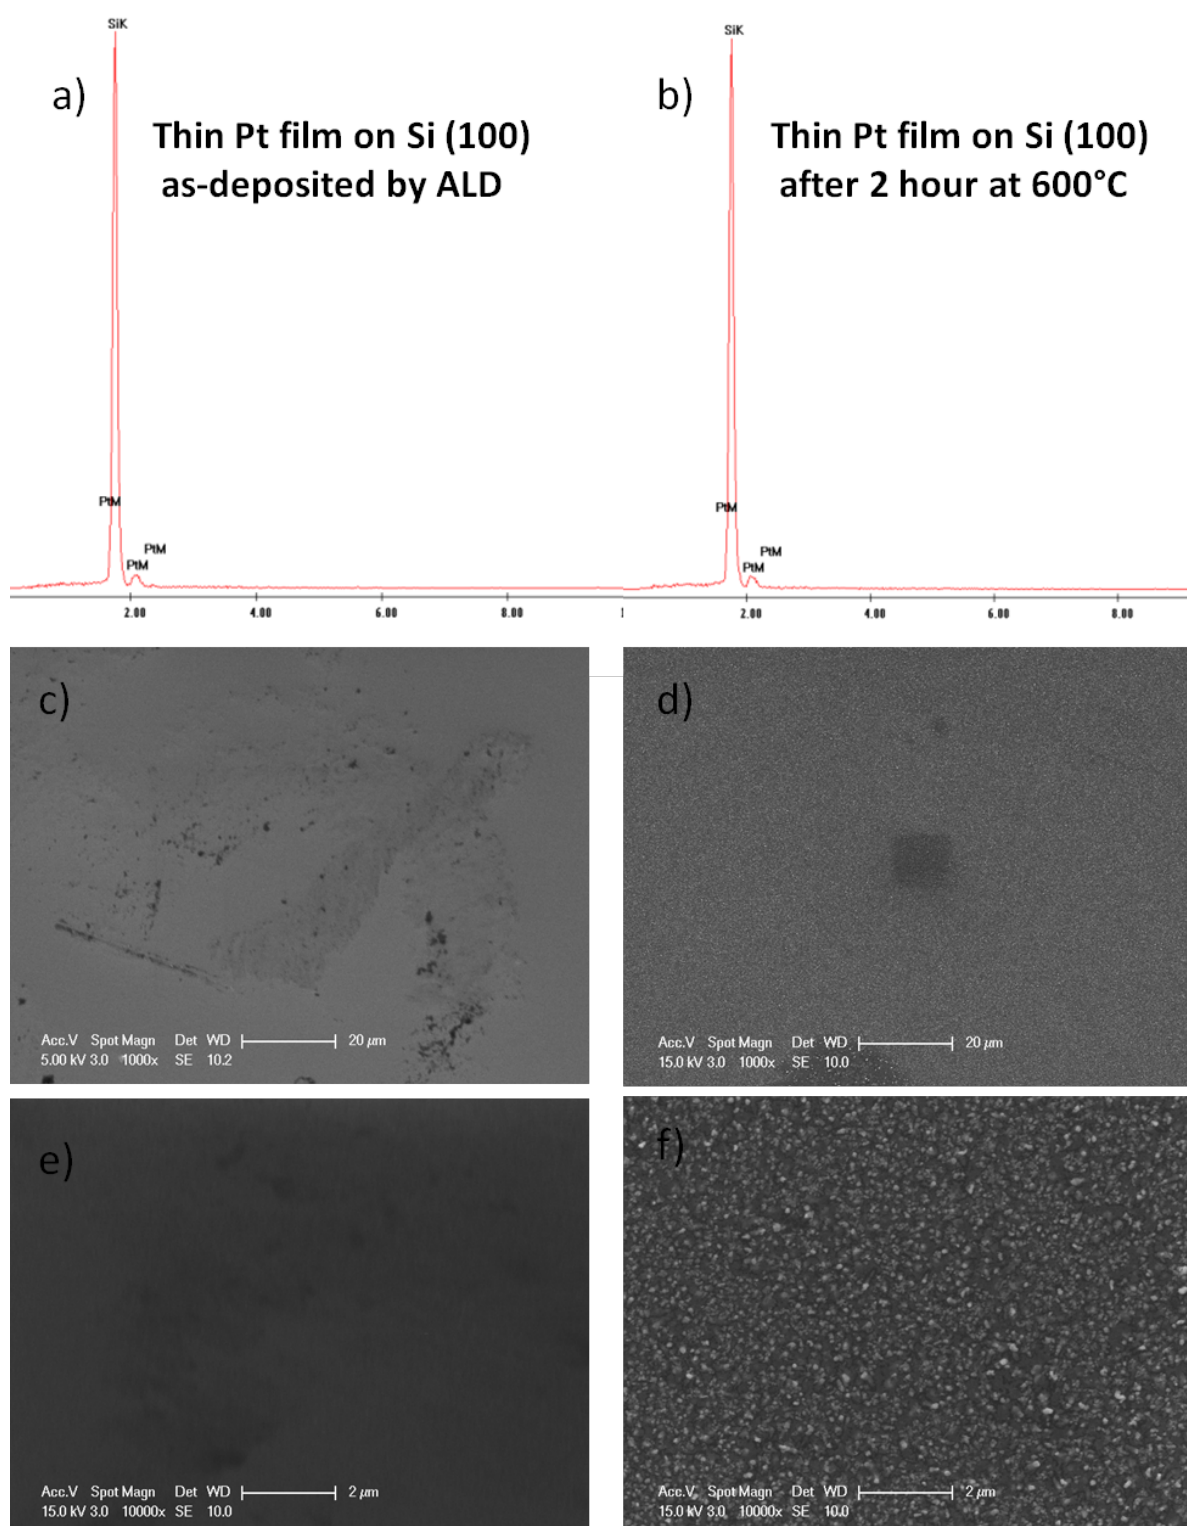 SiK
a)
Thin Pt film on Si (100)
as-deposited by ALD
PtM
PtM
PtM
2.00 4.00 6.00 8.00
SiK
b)
Thin Pt film on Si (100)
after 2 hour at 600°C
PtM
PtM
PtM
2.00 4.00 6.00 8.00
c)
Acc.V Spot Magn Det WD 20 µm
5.00 kV 3.0 1000x SE 10.2
d)
Acc.V Spot Magn Det WD 20 µm
15.0 kV 3.0 1000x SE 10.0
e)
Acc.V Spot Magn Det WD 2 µm
15.0 kV 3.0 10000x SE 10.0
f)
Acc.V Spot Magn Det WD 2 µm
15.0 kV 3.0 10000x SE 10.0